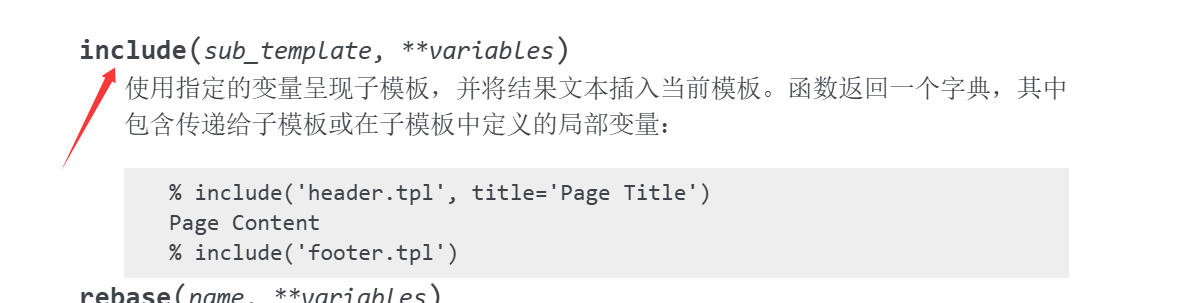 include(sub_template, **variables)
使用指定的变量呈现子模板，并将结果文本插入当前模板。函数返回一个字典，其中
包含传递给子模板或在子模板中定义的局部变量：
% include('header.tpl', title='Page Title')
Page Content
% include('footer.tpl')
rebase(name, **variables)